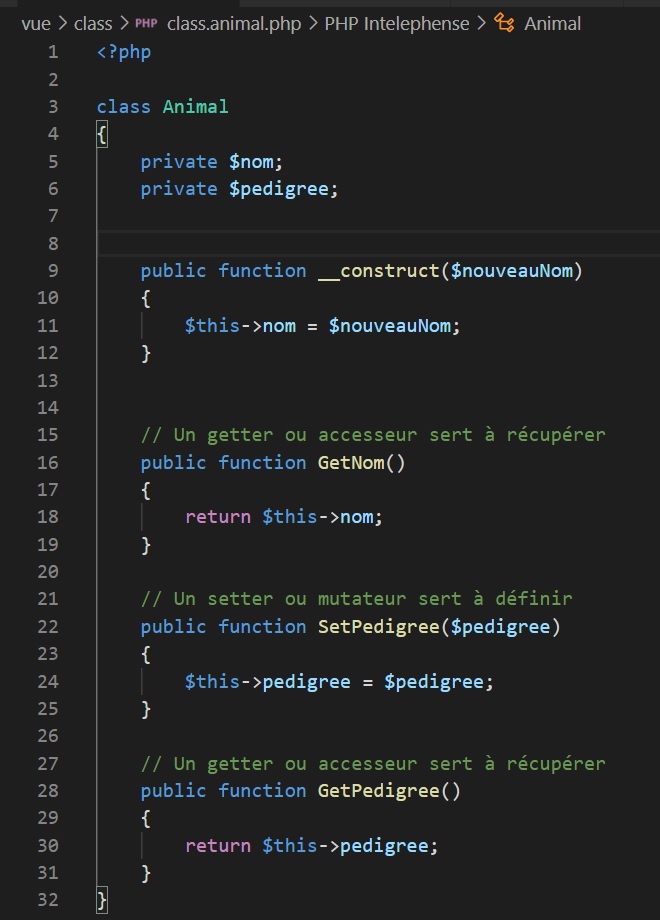 vue > class > PHP class.animal.php > PHP Intelephense > Animal
1 <?php
2
3 class Animal
4 {
5     private $nom;
6     private $pedigree;
7
8
9     public function __construct($nouveauNom)
10     {
11         $this->nom = $nouveauNom;
12     }
13
14
15     // Un getter ou accesseur sert à récupérer
16     public function GetNom()
17     {
18         return $this->nom;
19     }
20
21     // Un setter ou mutateur sert à définir
22     public function SetPedigree($pedigree)
23     {
24         $this->pedigree = $pedigree;
25     }
26
27     // Un getter ou accesseur sert à récupérer
28     public function GetPedigree()
29     {
30         return $this->pedigree;
31     }
32 }